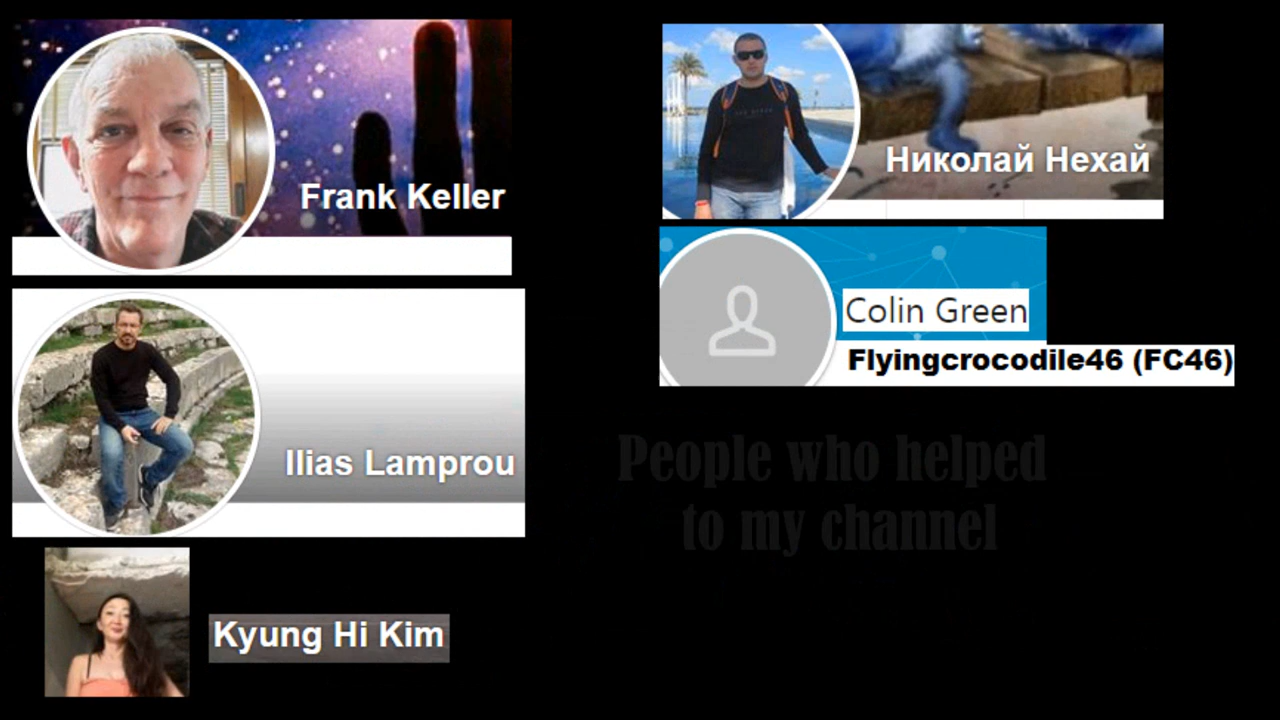 Frank Keller
Ilias Lamprou
Kyung Hi Kim
Николай Нехай
Colin Green
Flyingcrocodile46 (FC46)
People who helped
to my channel